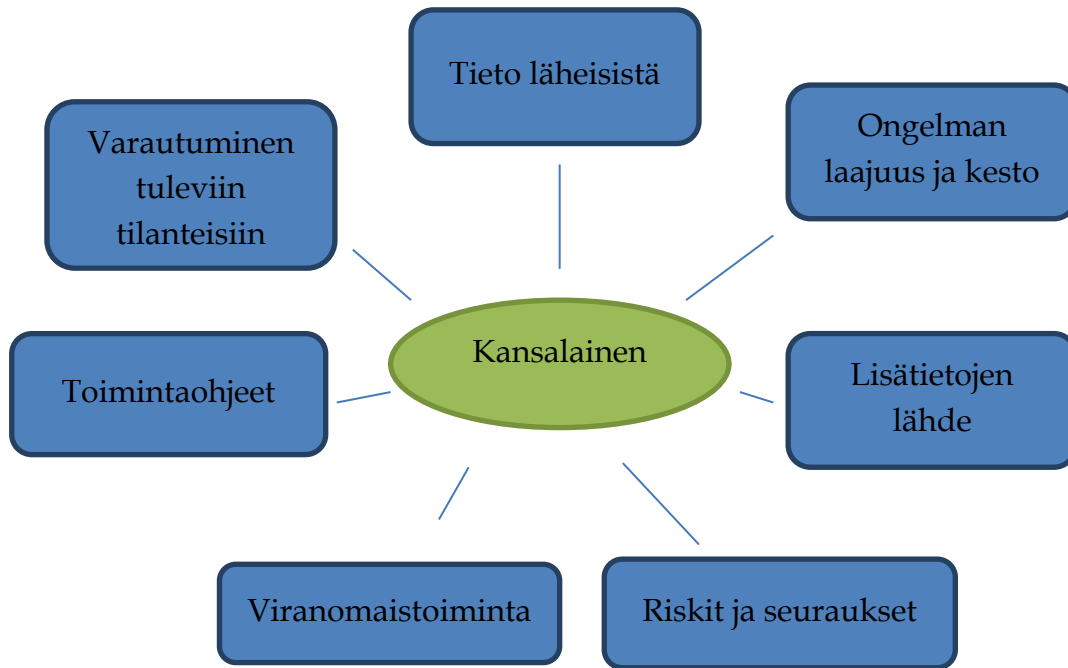 Tieto läheisistä
Ongelman
laajuus ja kesto
Varautuminen
tuleviin
tilanteisiin
Kansalainen
Toimintaohjeet
Lisätietojen
lähde
Viranomaistoiminta
Riskit ja seuraukset